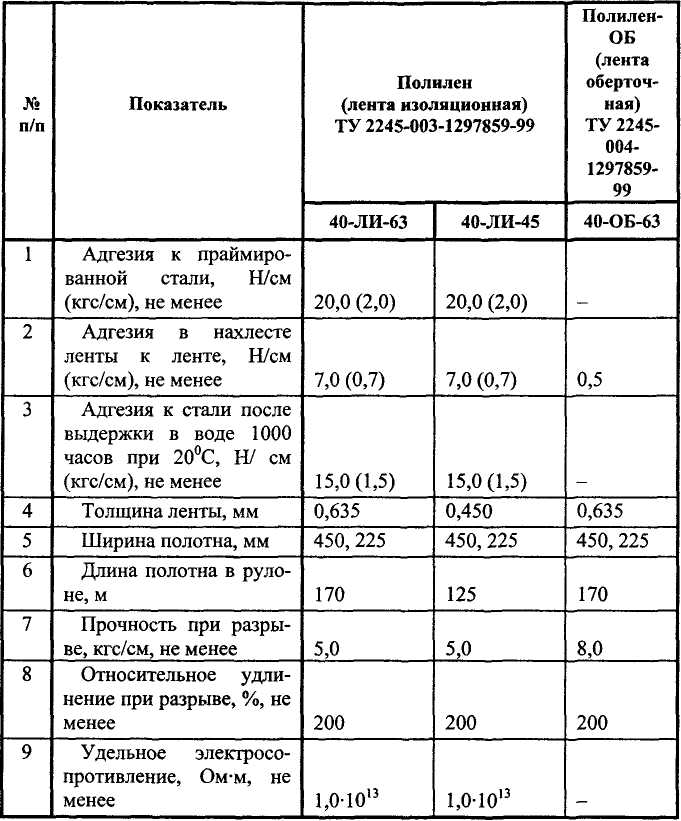 №
п/п
Показатель
Полилен
(лента изоляционная)
ТУ 2245-003-1297859-99
Полилен-
ОБ
(лента
оберточ-
ная)
ТУ 2245-
004-
1297859-
99
40-ЛИ-63
40-ЛИ-45
40-ОБ-63
1
Адгезия к праймиро-
ванной стали, Н/см
(кгс/см), не менее
20,0 (2,0)
20,0 (2,0)
–
2
Адгезия в нахлесте
ленты к ленте, Н/см
(кгс/см), не менее
7,0 (0,7)
7,0 (0,7)
0,5
3
Адгезия к стали после
выдержки в воде 1000
часов при 20⁰С, Н/ см
(кгс/см), не менее
15,0 (1,5)
15,0 (1,5)
–
4
Толщина ленты, мм
0,635
0,450
0,635
5
Ширина полотна, мм
450, 225
450, 225
450, 225
6
Длина полотна в руло-
не, м
170
125
170
7
Прочность при разры-
ве, кгс/см, не менее
5,0
5,0
8,0
8
Относительное удли-
нение при разрыве, %, не
менее
200
200
200
9
Удельное электросо-
противление, Ом·м, не
менее
1,0·10¹³
1,0·10¹³
–